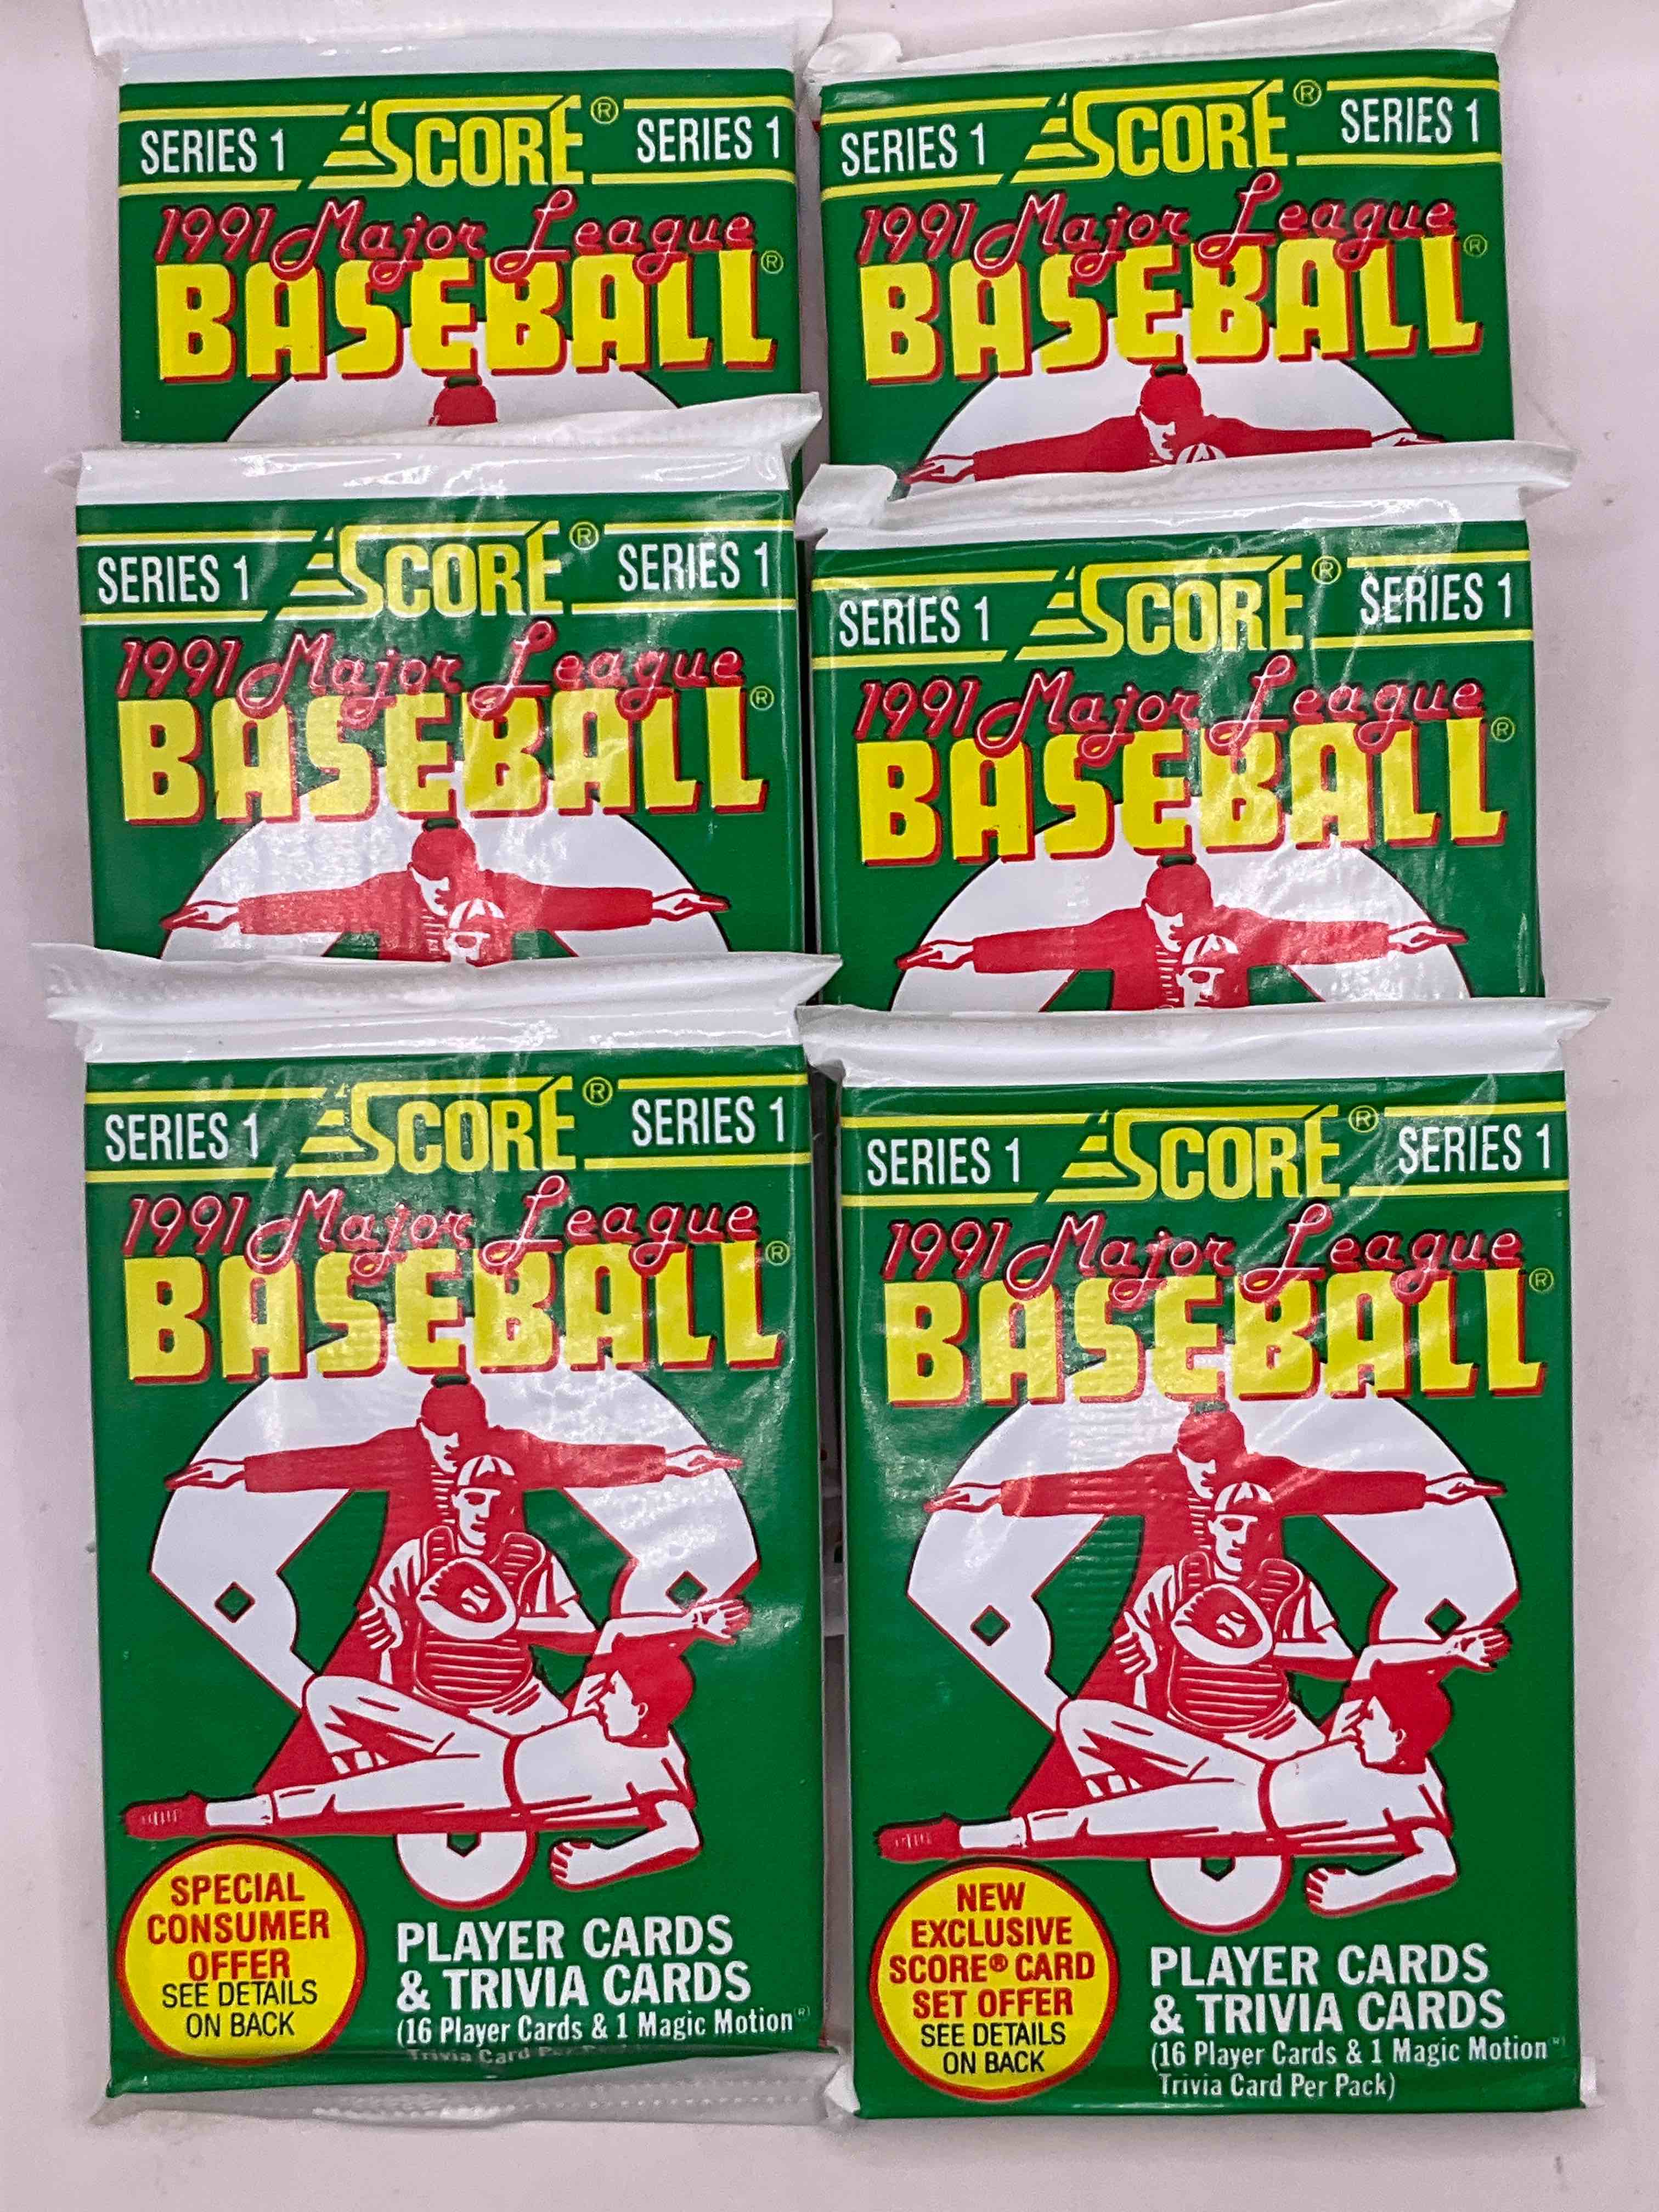 SERIES 1 SCORE® SERIES 1
1991 Major League
BASEBALL®
SERIES 1 SCORE® SERIES 1
1991 Major League
BASEBALL®
SERIES 1 SCORE® SERIES 1
1991 Major League
BASEBALL®
SERIES 1 SCORE® SERIES 1
1991 Major League
BASEBALL®
SERIES 1 SCORE® SERIES 1
1991 Major League
BASEBALL®
SPECIAL
CONSUMER
OFFER
SEE DETAILS
ON BACK
PLAYER CARDS
& TRIVIA CARDS
(16 Player Cards & 1 Magic Motion®
Trivia Card Per
SERIES 1 SCORE® SERIES 1
1991 Major League
BASEBALL®
NEW
EXCLUSIVE
SCORE® CARD
SET OFFER
SEE DETAILS
ON BACK
PLAYER CARDS
& TRIVIA CARDS
(16 Player Cards & 1 Magic Motion®
Trivia Card Per Pack)